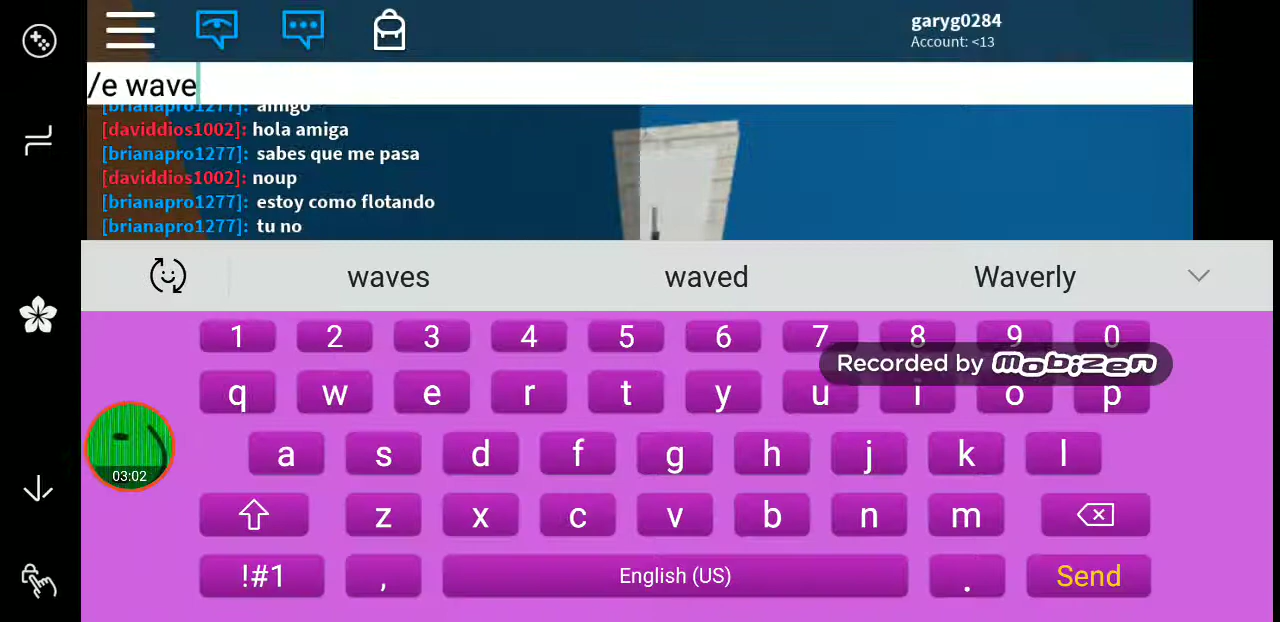 garyg0284
Account: <13
/e wave
[brianapro1277]: amigo
[daviddios1002]: hola amiga
[brianapro1277]: sabes que me pasa
[daviddios1002]: noup
[brianapro1277]: estoy como flotando
[brianapro1277]: tu no
waves waved Waverly
1 2 3 4 5 6 7 8 9 0
Recorded by mobizen
q w e r t y u i o p
a s d f g h j k l
03:02
z x c v b n m
!#1 , English (US) . Send